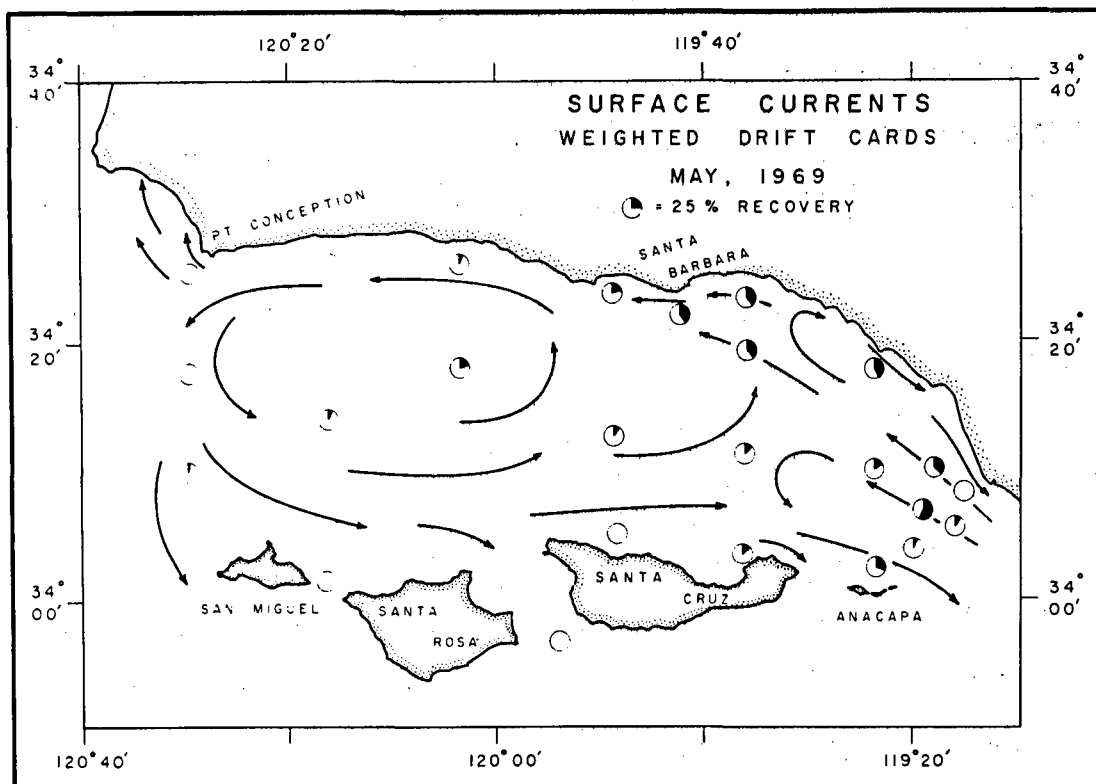 120°20′ 119°40′
34°
40′
34°
40′
SURFACE CURRENTS
WEIGHTED DRIFT CARDS
MAY, 1969
= 25 % RECOVERY
PT CONCEPTION
SANTA
BARBARA
34°
20′
34°
20′
34°
00′
34°
00′
SAN MIGUEL
SANTA
ROSA
SANTA
CRUZ
ANACAPA
120°40′ 120°00′ 119°20′